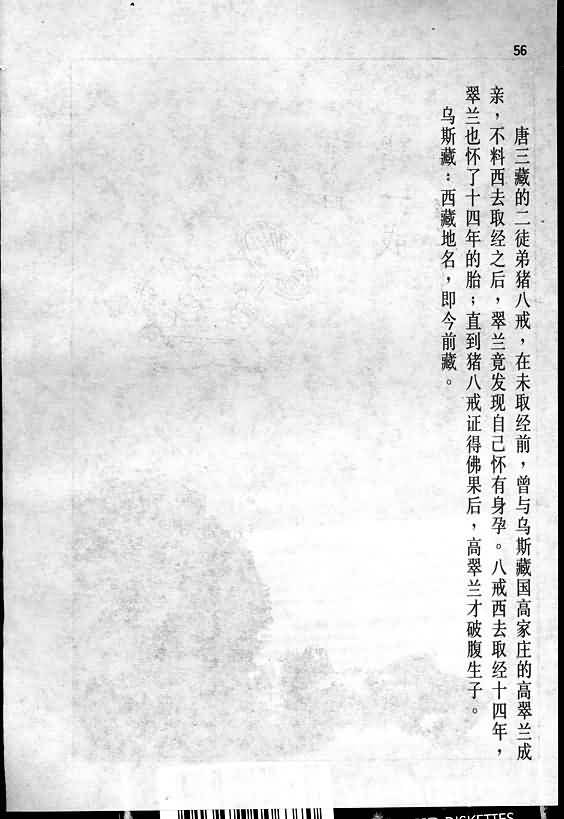 56
唐三藏的二徒弟猪八戒，在未取经前，曾与乌斯藏国高家庄的高翠兰成
亲，不料西去取经之后，翠兰竟发现自己怀有身孕。八戒西去取经十四年，
翠兰也怀了十四年的胎；直到猪八戒证得佛果后，高翠兰才破腹生子。
乌斯藏：西藏地名，即今前藏。
DISKETTES